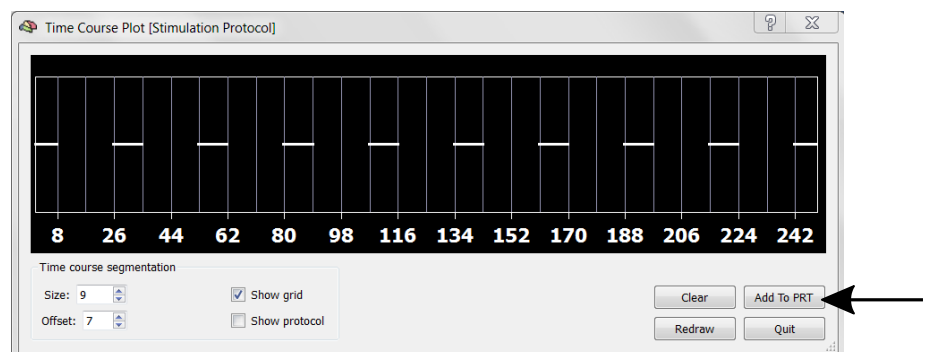 Time Course Plot [Stimulation Protocol]
8 26 44 62 80 98 116 134 152 170 188 206 224 242
Time course segmentation
Size: 9 Show grid Clear Add To PRT
Offset: 7 Show protocol Redraw Quit